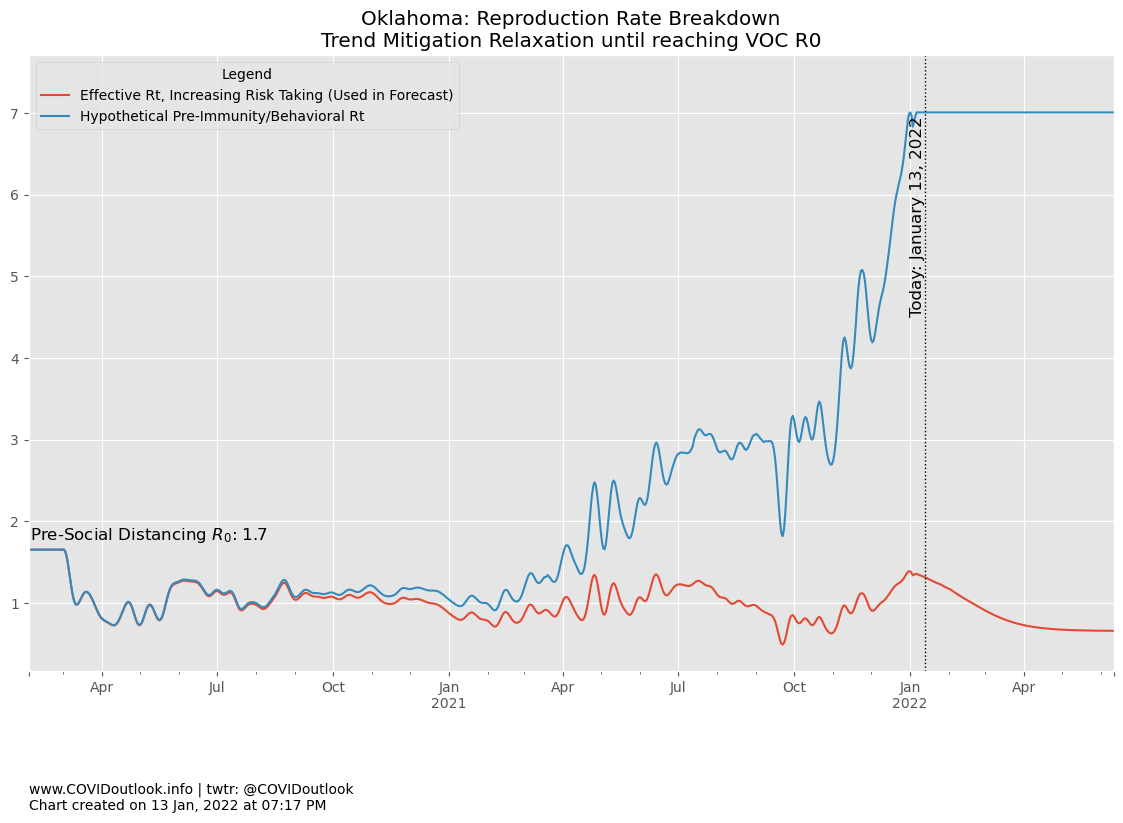 Oklahoma: Reproduction Rate Breakdown
Trend Mitigation Relaxation until reaching VOC R0
Legend
Effective Rt, Increasing Risk Taking (Used in Forecast)
Hypothetical Pre-Immunity/Behavioral Rt
7
6
5
4
3
2
1
Today: January 13, 2022
Pre-Social Distancing R0: 1.7
Apr Jul Oct Jan Apr Jul Oct Jan Apr
2021 2022
www.COVIDoutlook.info | twtr: @COVIDoutlook
Chart created on 13 Jan, 2022 at 07:17 PM